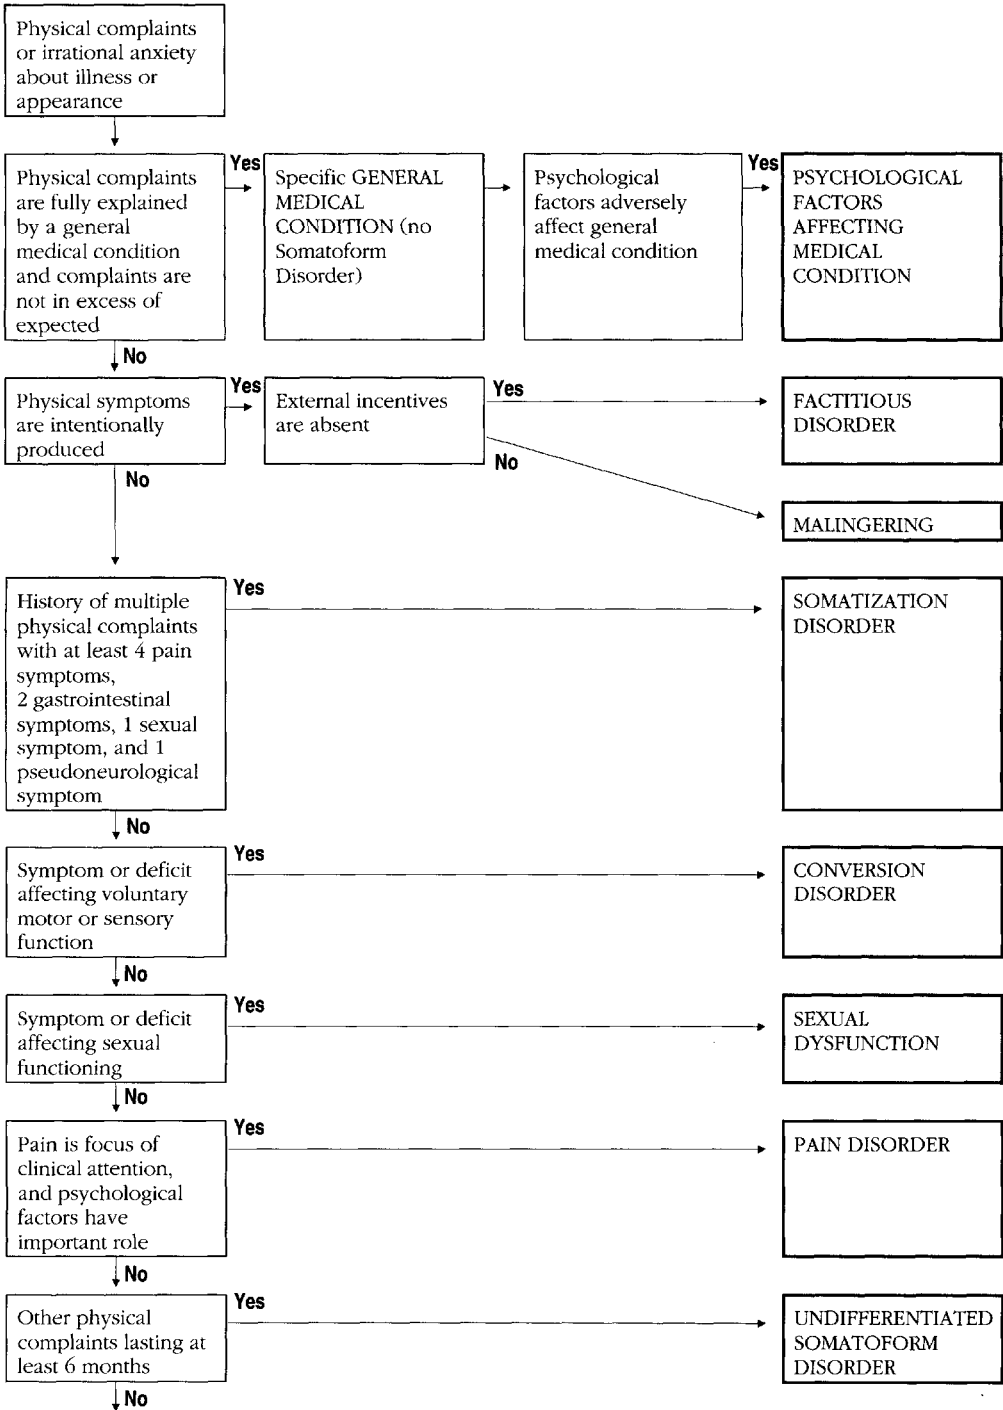 Physical complaints
or irrational anxiety
about illness or
appearance
Physical complaints
are fully explained
by a general
medical condition
and complaints are
not in excess of
expected
Yes
Specific GENERAL
MEDICAL
CONDITION (no
Somatoform
Disorder)
Psychological
factors adversely
affect general
medical condition
Yes
PSYCHOLOGICAL
FACTORS
AFFECTING
MEDICAL
CONDITION
No
Physical symptoms
are intentionally
produced
Yes
External incentives
are absent
Yes
FACTITIOUS
DISORDER
No
MALINGERING
No
History of multiple
physical complaints
with at least 4 pain
symptoms,
2 gastrointestinal
symptoms, 1 sexual
symptom, and 1
pseudoneurological
symptom
Yes
SOMATIZATION
DISORDER
No
Symptom or deficit
affecting voluntary
motor or sensory
function
Yes
CONVERSION
DISORDER
No
Symptom or deficit
affecting sexual
functioning
Yes
SEXUAL
DYSFUNCTION
No
Pain is focus of
clinical attention,
and psychological
factors have
important role
Yes
PAIN DISORDER
No
Other physical
complaints lasting at
least 6 months
Yes
UNDIFFERENTIATED
SOMATOFORM
DISORDER
No